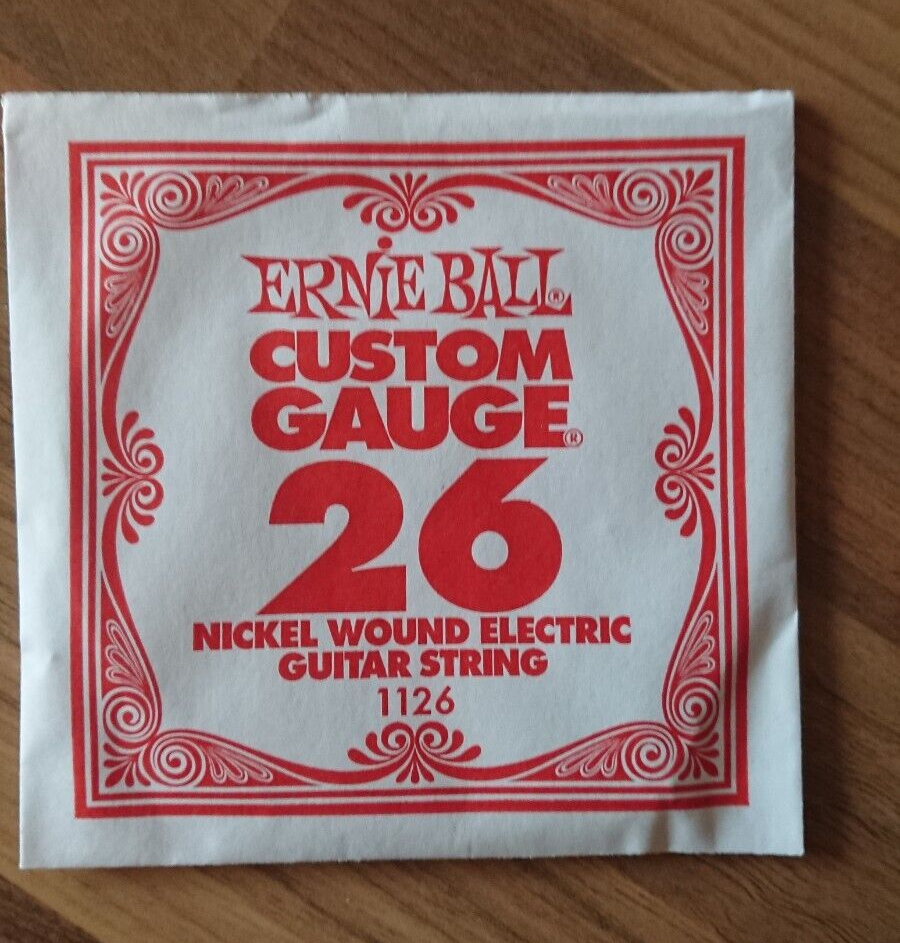 ERNiE BALL®
CUSTOM
GAUGE®
26
NICKEL WOUND ELECTRIC
GUITAR STRING
1126